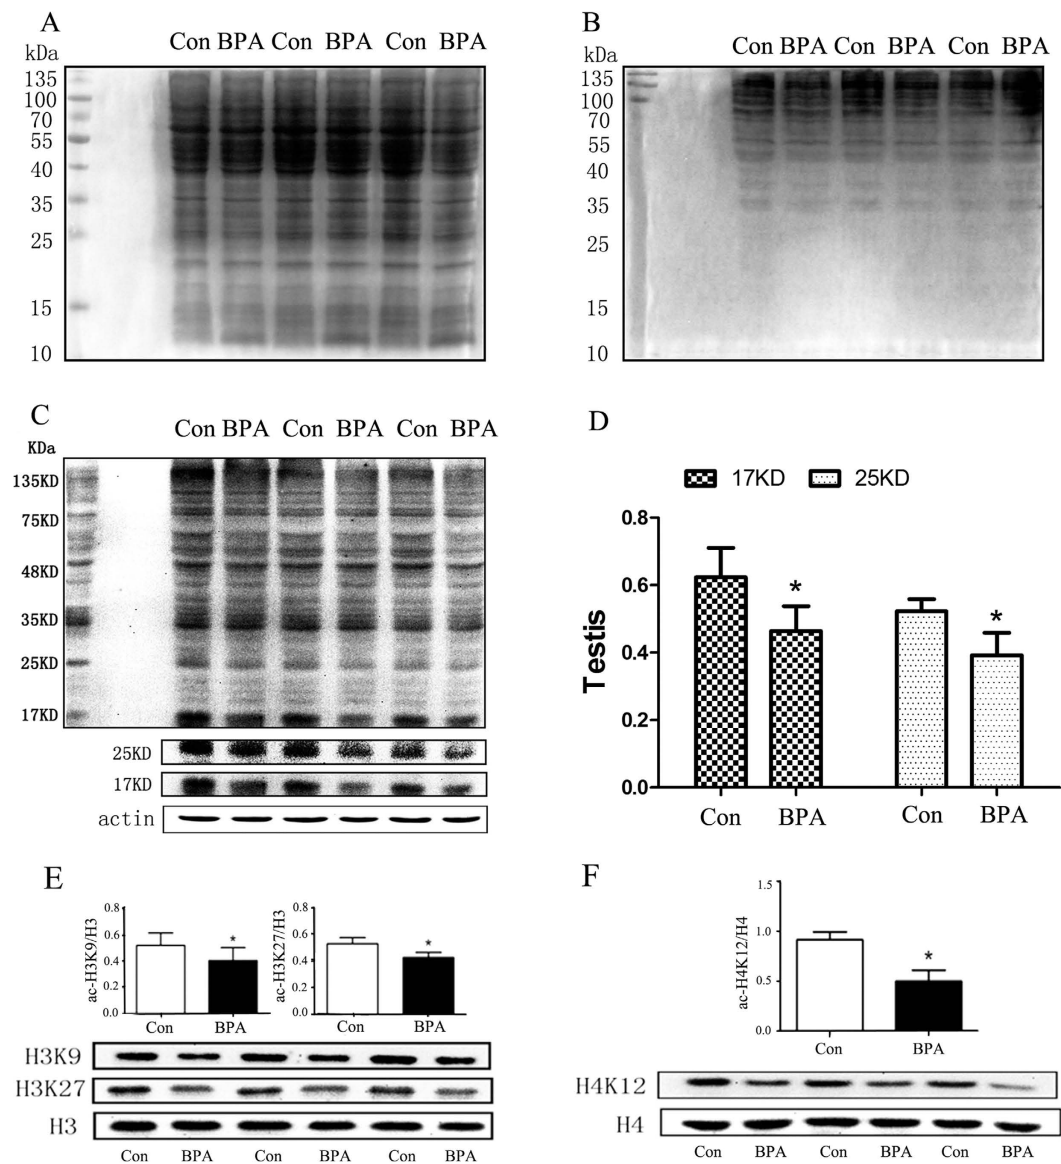 A
kDa
Con BPA Con BPA Con BPA
135
100
70
55
40
35
25
15
10
B
kDa
Con BPA Con BPA Con BPA
135
100
70
55
40
35
25
15
10
C
KDa
Con BPA Con BPA Con BPA
135KD
75KD
48KD
35KD
25KD
17KD
25KD
17KD
actin
D
17KD 25KD
Testis
0.8
0.6
0.4
0.2
0.0
* *
Con BPA Con BPA
E
ac-H3K9/H3
0.8
0.6
0.4
0.2
0.0
*
Con BPA
ac-H3K27/H3
0.8
0.6
0.4
0.2
0.0
*
Con BPA
H3K9
H3K27
H3
Con BPA Con BPA Con BPA
F
ac-H4K12/H4
1.5
1.0
0.5
0.0
*
Con BPA
H4K12
H4
Con BPA Con BPA Con BPA